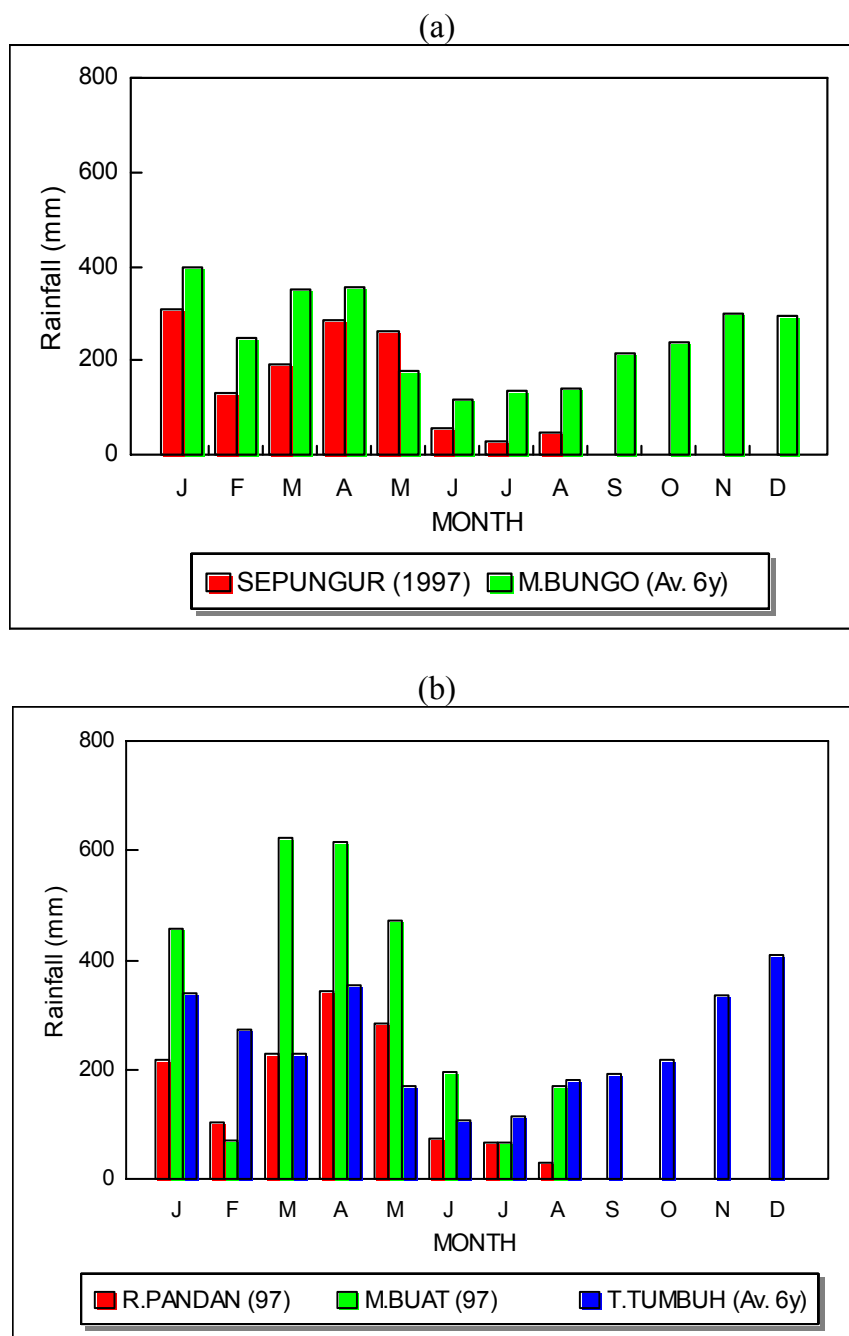 (a)
800
600
400
200
0
Rainfall (mm)
J F M A M J J A S O N D
MONTH
SEPUNGUR (1997) M.BUNGO (Av. 6y)
(b)
800
600
400
200
0
Rainfall (mm)
J F M A M J J A S O N D
MONTH
R.PANDAN (97) M.BUAT (97) T.TUMBUH (Av. 6y)